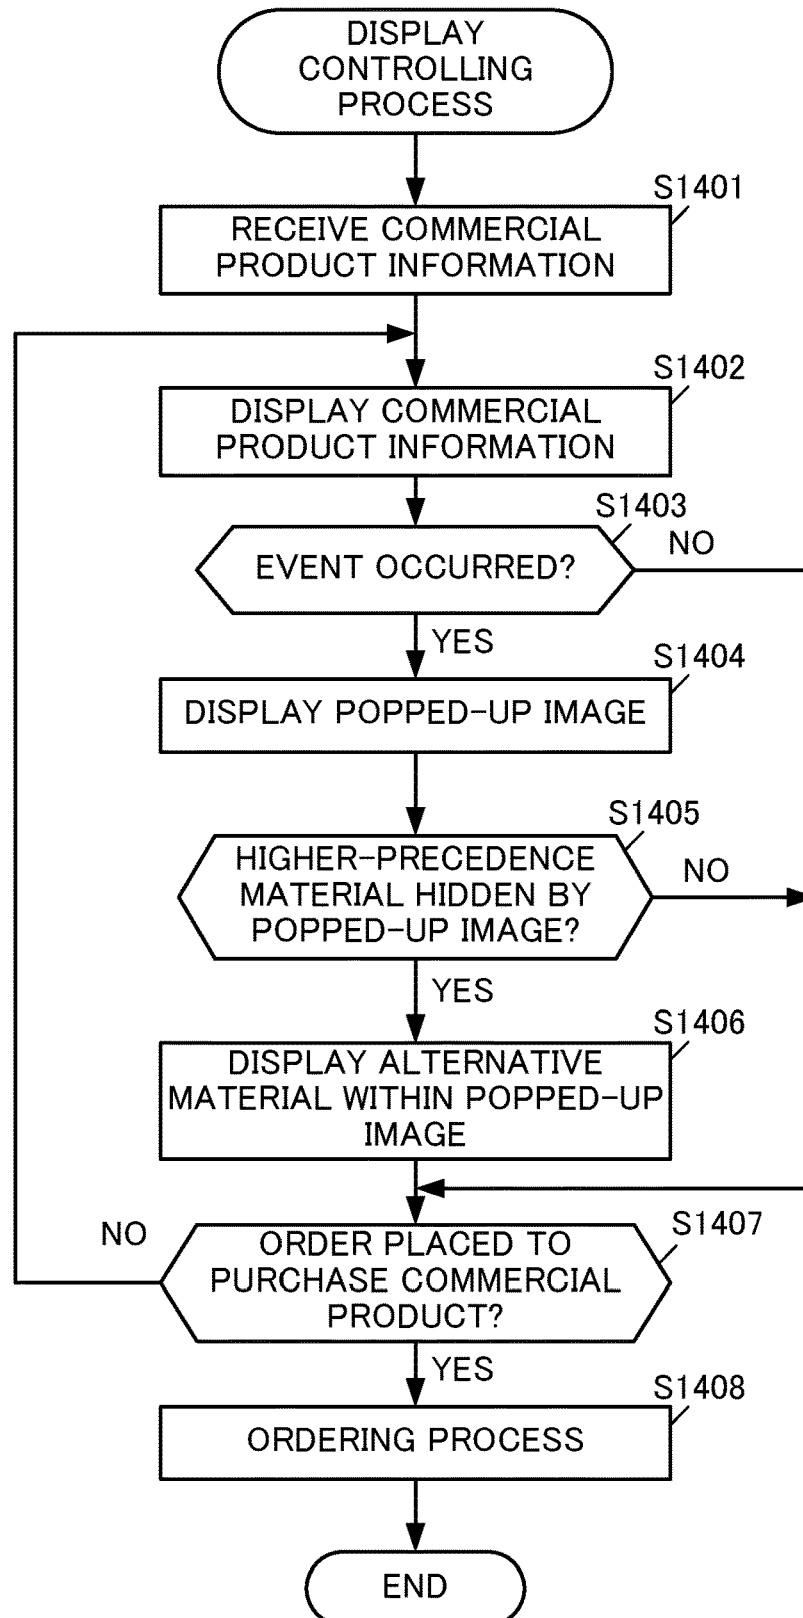 DISPLAY
CONTROLLING
PROCESS
S1401
RECEIVE COMMERCIAL
PRODUCT INFORMATION
S1402
DISPLAY COMMERCIAL
PRODUCT INFORMATION
S1403
EVENT OCCURRED?
NO
YES
S1404
DISPLAY POPPED-UP IMAGE
S1405
HIGHER-PRECEDENCE
MATERIAL HIDDEN BY
POPPED-UP IMAGE?
NO
YES
S1406
DISPLAY ALTERNATIVE
MATERIAL WITHIN POPPED-UP
IMAGE
NO
S1407
ORDER PLACED TO
PURCHASE COMMERCIAL
PRODUCT?
YES
S1408
ORDERING PROCESS
END